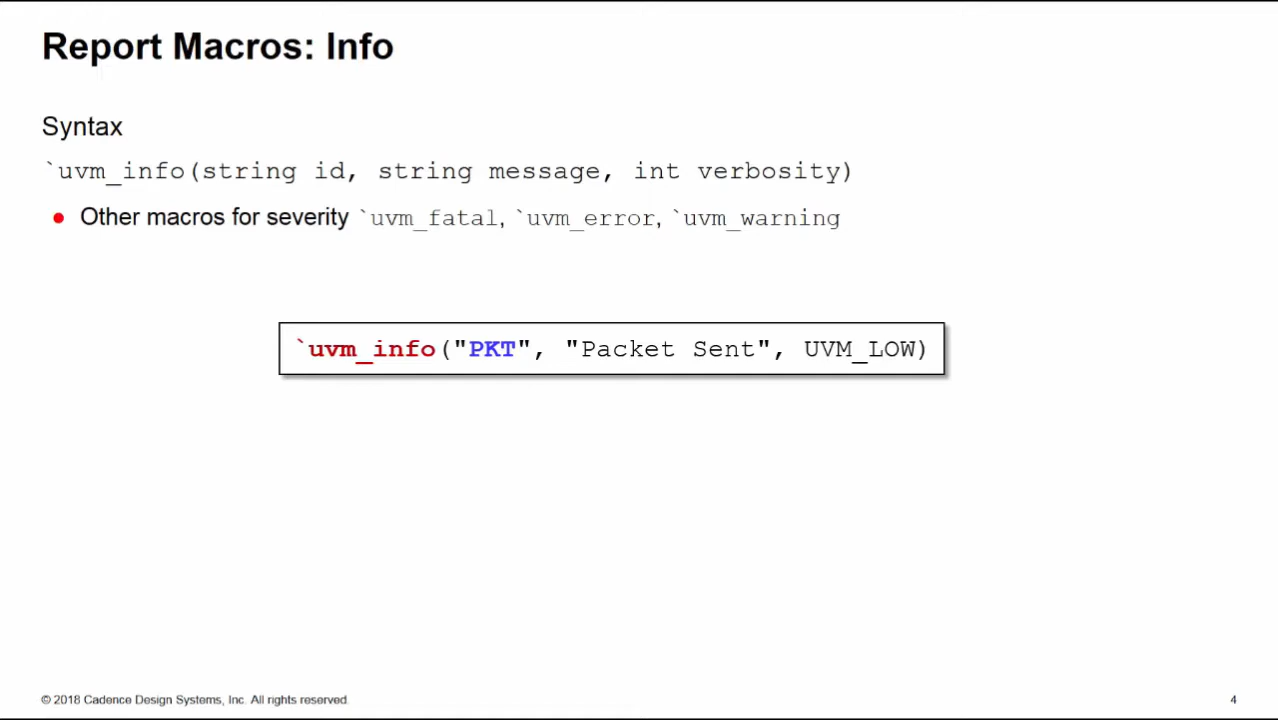 Report Macros: Info
Syntax
`uvm_info(string id, string message, int verbosity)
● Other macros for severity `uvm_fatal, `uvm_error, `uvm_warning
`uvm_info("PKT", "Packet Sent", UVM_LOW)
© 2018 Cadence Design Systems, Inc. All rights reserved.
4